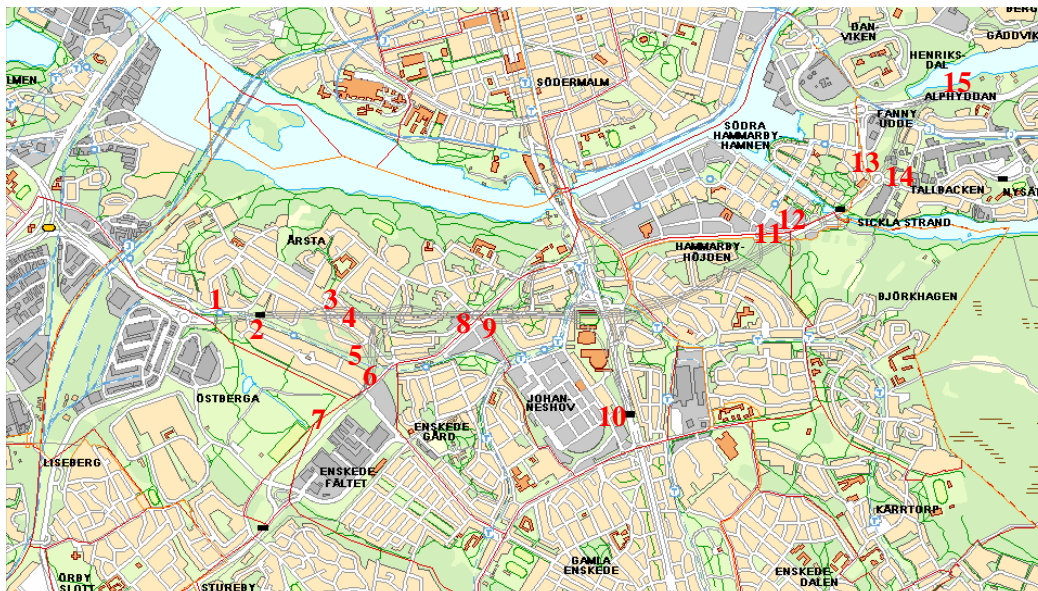 BERG
DAN-
VIKEN
GÄDDVIK
HENRIKS-
DAL
LMEN
SÖDERMALM
15
ALPHYDDAN
FANNY
UDDE
SÖDRA
HAMMARBY-
HAMNEN
13
14
TALLBACKEN
NYSÄT
12
SICKLA STRAND
11
ÅRSTA
HAMMARBY-
HÖJDEN
1
3
BJÖRKHAGEN
2
4
8
9
5
6
ÖSTBERGA
7
JOHAN-
NESHOV
10
ENSKEDE
GÅRD
LISEBERG
ENSKEDE
FÄLTET
KÄRRTORP
GAMLA
ENSKEDE
ENSKEDE-
DALEN
ÖRBY
SLOTT
STUREBY